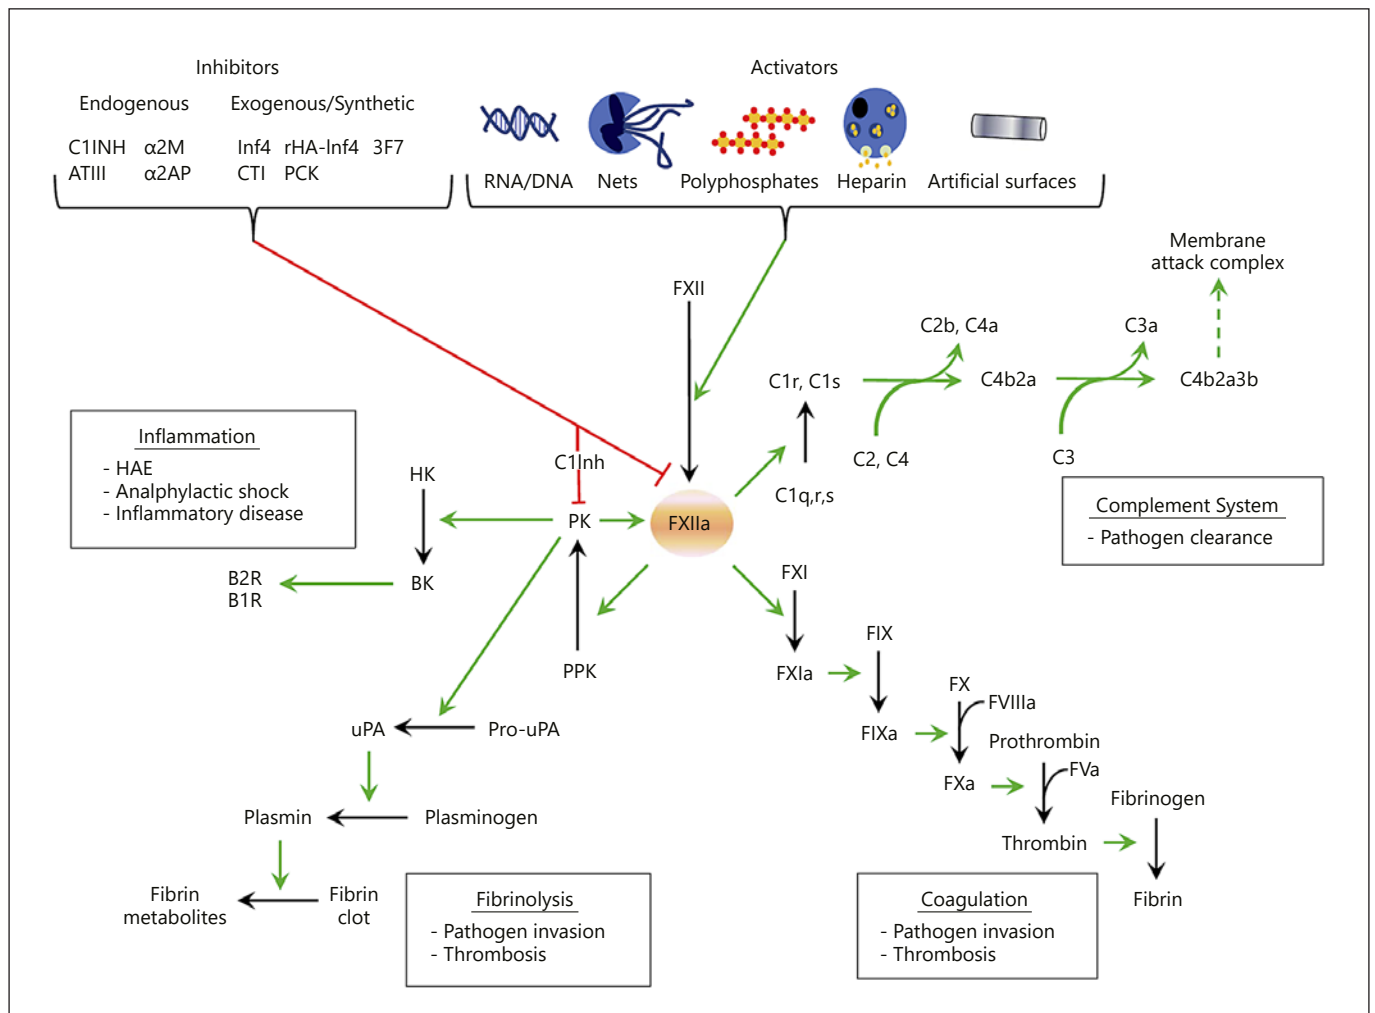 Inhibitors
Endogenous Exogenous/Synthetic
C1INH α2M Inf4 rHA-Inf4 3F7
ATIII α2AP CTI PCK
Activators
RNA/DNA Nets Polyphosphates Heparin Artificial surfaces
Membrane
attack complex
FXII
C2b, C4a
C3a
C1r, C1s
C4b2a
C4b2a3b
C2, C4
C3
C1q,r,s
Complement System
- Pathogen clearance
Inflammation
- HAE
- Analphylactic shock
- Inflammatory disease
HK
C1Inh
PK
FXIIa
B2R
B1R
BK
PPK
FXI
FXIa
FIX
FIXa
FX
FVIIIa
FXa
Prothrombin
FVa
Thrombin
Fibrinogen
Fibrin
uPA
Pro-uPA
Plasmin
Plasminogen
Fibrin
metabolites
Fibrin
clot
Fibrinolysis
- Pathogen invasion
- Thrombosis
Coagulation
- Pathogen invasion
- Thrombosis